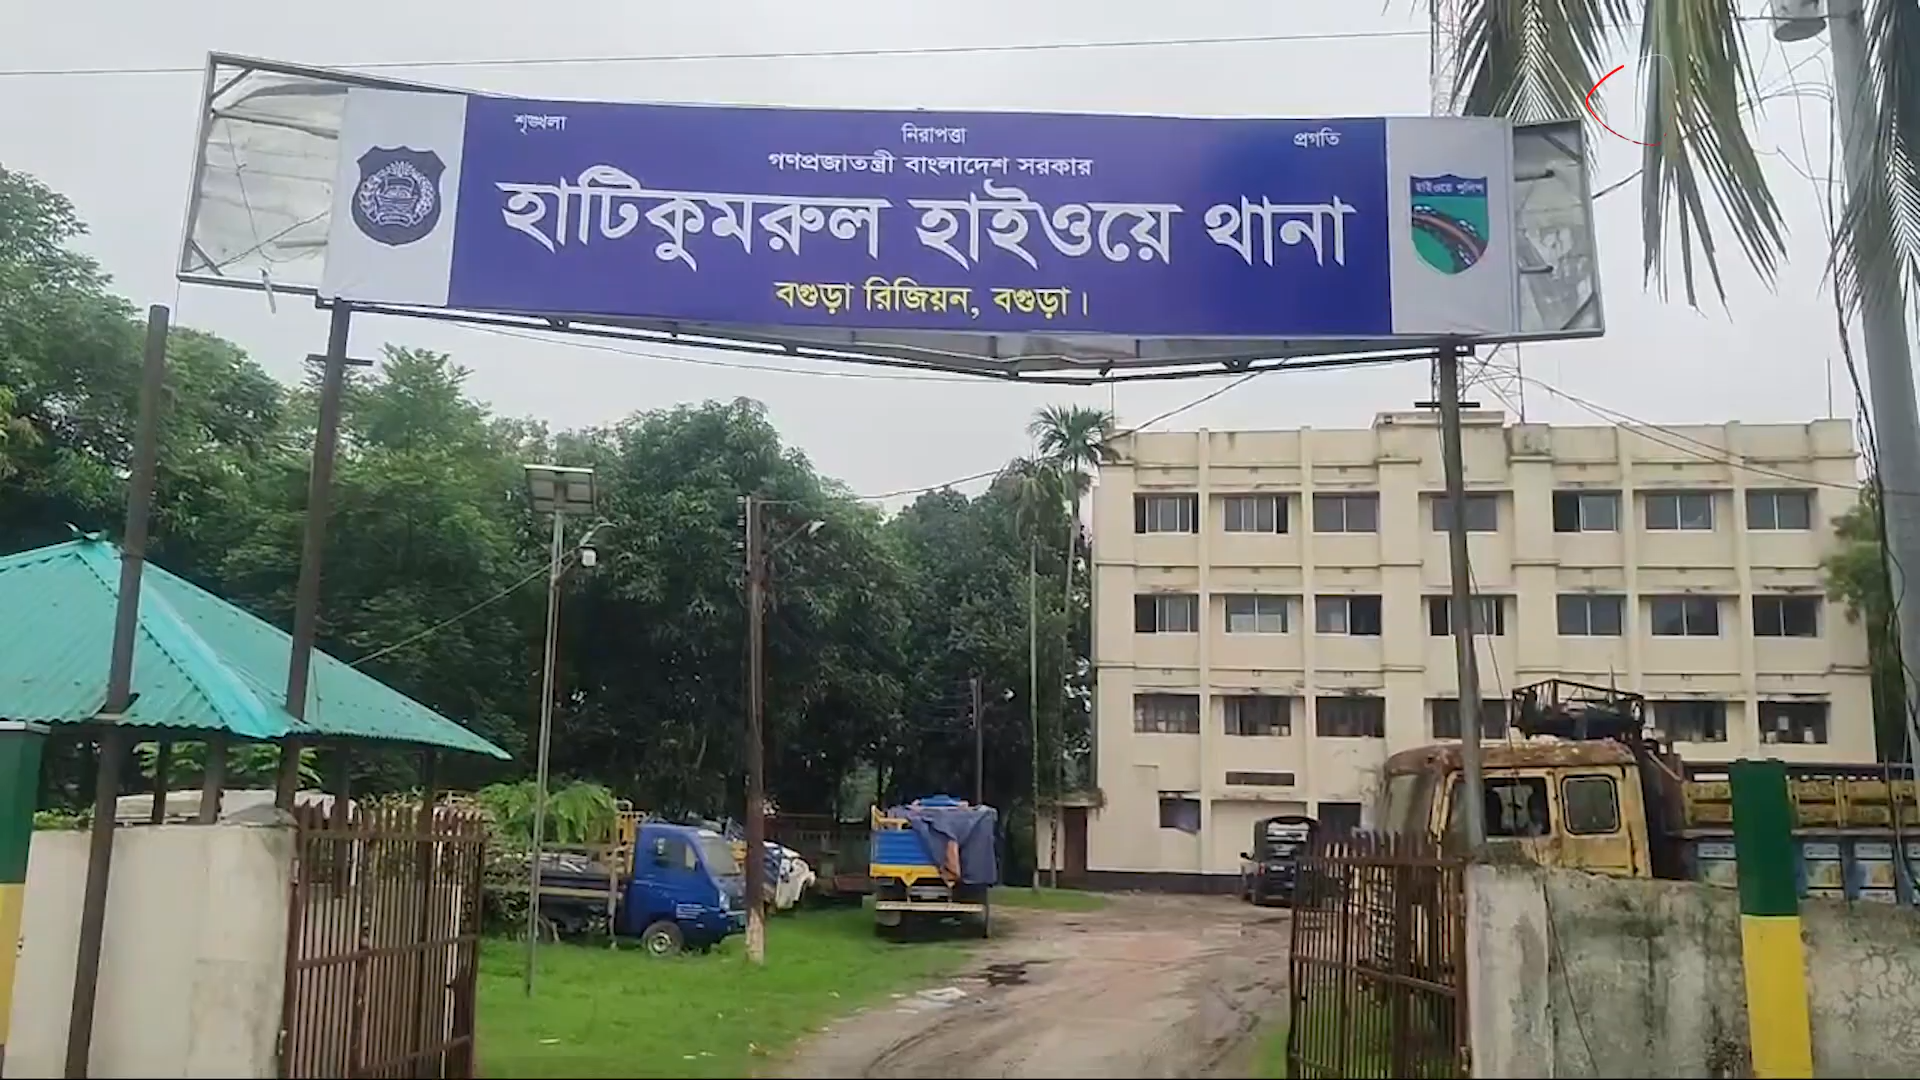 শৃঙ্খলা নিরাপত্তা প্রগতি
গণপ্রজাতন্ত্রী বাংলাদেশ সরকার
হাটিকুমরুল হাইওয়ে থানা
বগুড়া রিজিয়ন, বগুড়া।
হাইওয়ে পুলিশ